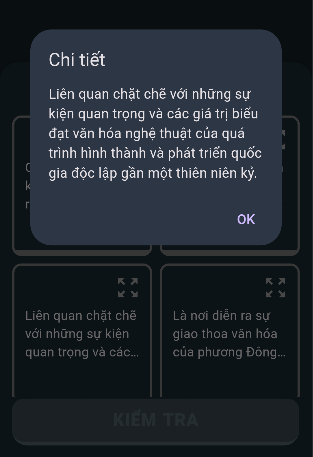 Chi tiết
Liên quan chặt chẽ với những sự
kiện quan trọng và các giá trị biểu
đạt văn hóa nghệ thuật của quá
trình hình thành và phát triển quốc
gia độc lập gần một thiên niên kỷ.
OK
Liên quan chặt chẽ
với những sự kiện
quan trọng và các...
Là nơi diễn ra sự
giao thoa văn hóa
của phương Đông...
KIỂM TRA